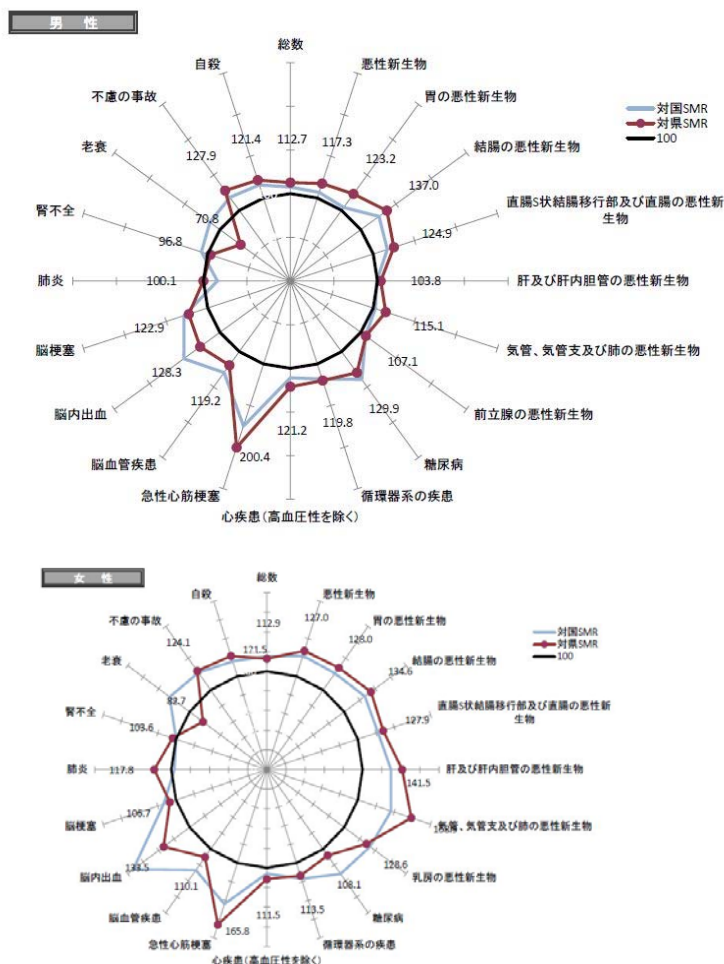 男 性
総数
悪性新生物
胃の悪性新生物
結腸の悪性新生物
直腸S状結腸移行部及び直腸の悪性新
生物
肝及び肝内胆管の悪性新生物
気管、気管支及び肺の悪性新生物
前立腺の悪性新生物
糖尿病
循環器系の疾患
心疾患(高血圧性を除く)
急性心筋梗塞
脳血管疾患
脳内出血
脳梗塞
肺炎
腎不全
老衰
不慮の事故
自殺
112.7
117.3
123.2
137.0
124.9
103.8
115.1
107.1
129.9
119.8
121.2
200.4
119.2
128.3
122.9
100.1
96.8
70.8
127.9
121.4
対国SMR
対県SMR
100
女 性
総数
悪性新生物
胃の悪性新生物
結腸の悪性新生物
直腸S状結腸移行部及び直腸の悪性新
生物
肝及び肝内胆管の悪性新生物
気管、気管支及び肺の悪性新生物
乳房の悪性新生物
糖尿病
循環器系の疾患
心疾患(高血圧性を除く)
急性心筋梗塞
脳血管疾患
脳内出血
脳梗塞
肺炎
腎不全
老衰
不慮の事故
自殺
112.9
127.0
128.0
134.6
127.9
141.5
128.6
108.1
113.5
111.5
165.8
110.1
133.5
106.7
117.8
103.6
82.7
124.1
121.5
対国SMR
対県SMR
100